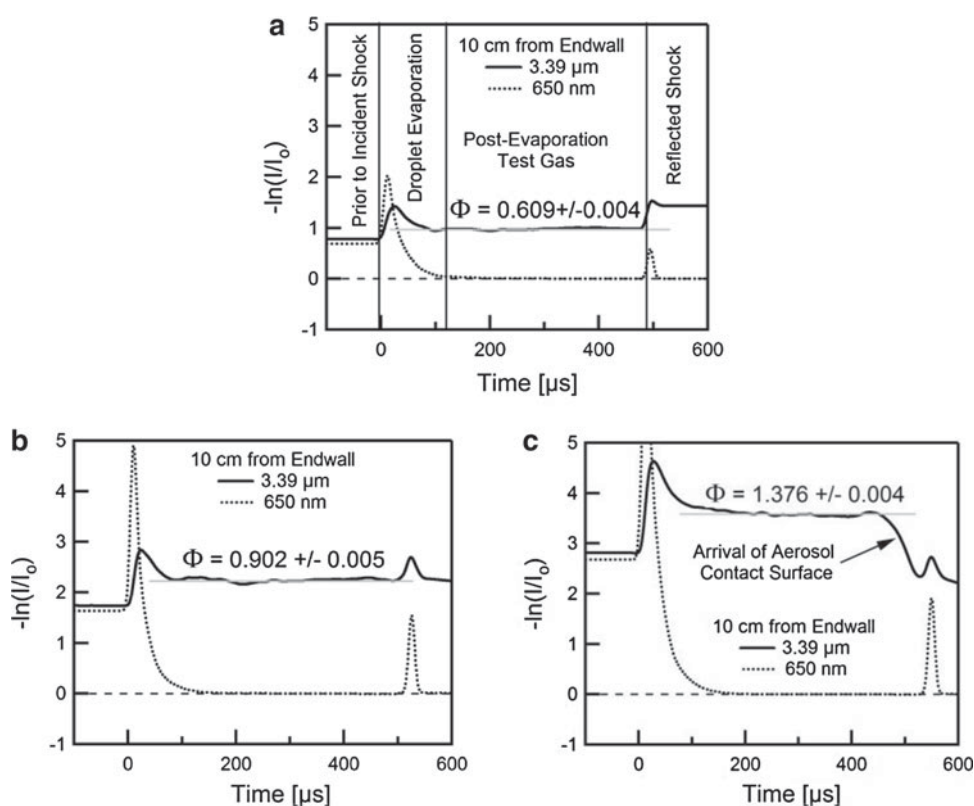 a
5
4
3
2
1
0
-1
-ln(I/Io)
Prior to Incident Shock
Droplet Evaporation
10 cm from Endwall
3.39 µm
650 nm
Post-Evaporation
Test Gas
Reflected Shock
Φ = 0.609+/-0.004
0
200
400
600
Time [µs]
b
5
4
3
2
1
0
-1
-ln(I/Io)
10 cm from Endwall
3.39 µm
650 nm
Φ = 0.902 +/- 0.005
0
200
400
600
Time [µs]
c
5
4
3
2
1
0
-1
-ln(I/Io)
Φ = 1.376 +/- 0.004
Arrival of Aerosol
Contact Surface
10 cm from Endwall
3.39 µm
650 nm
0
200
400
600
Time [µs]